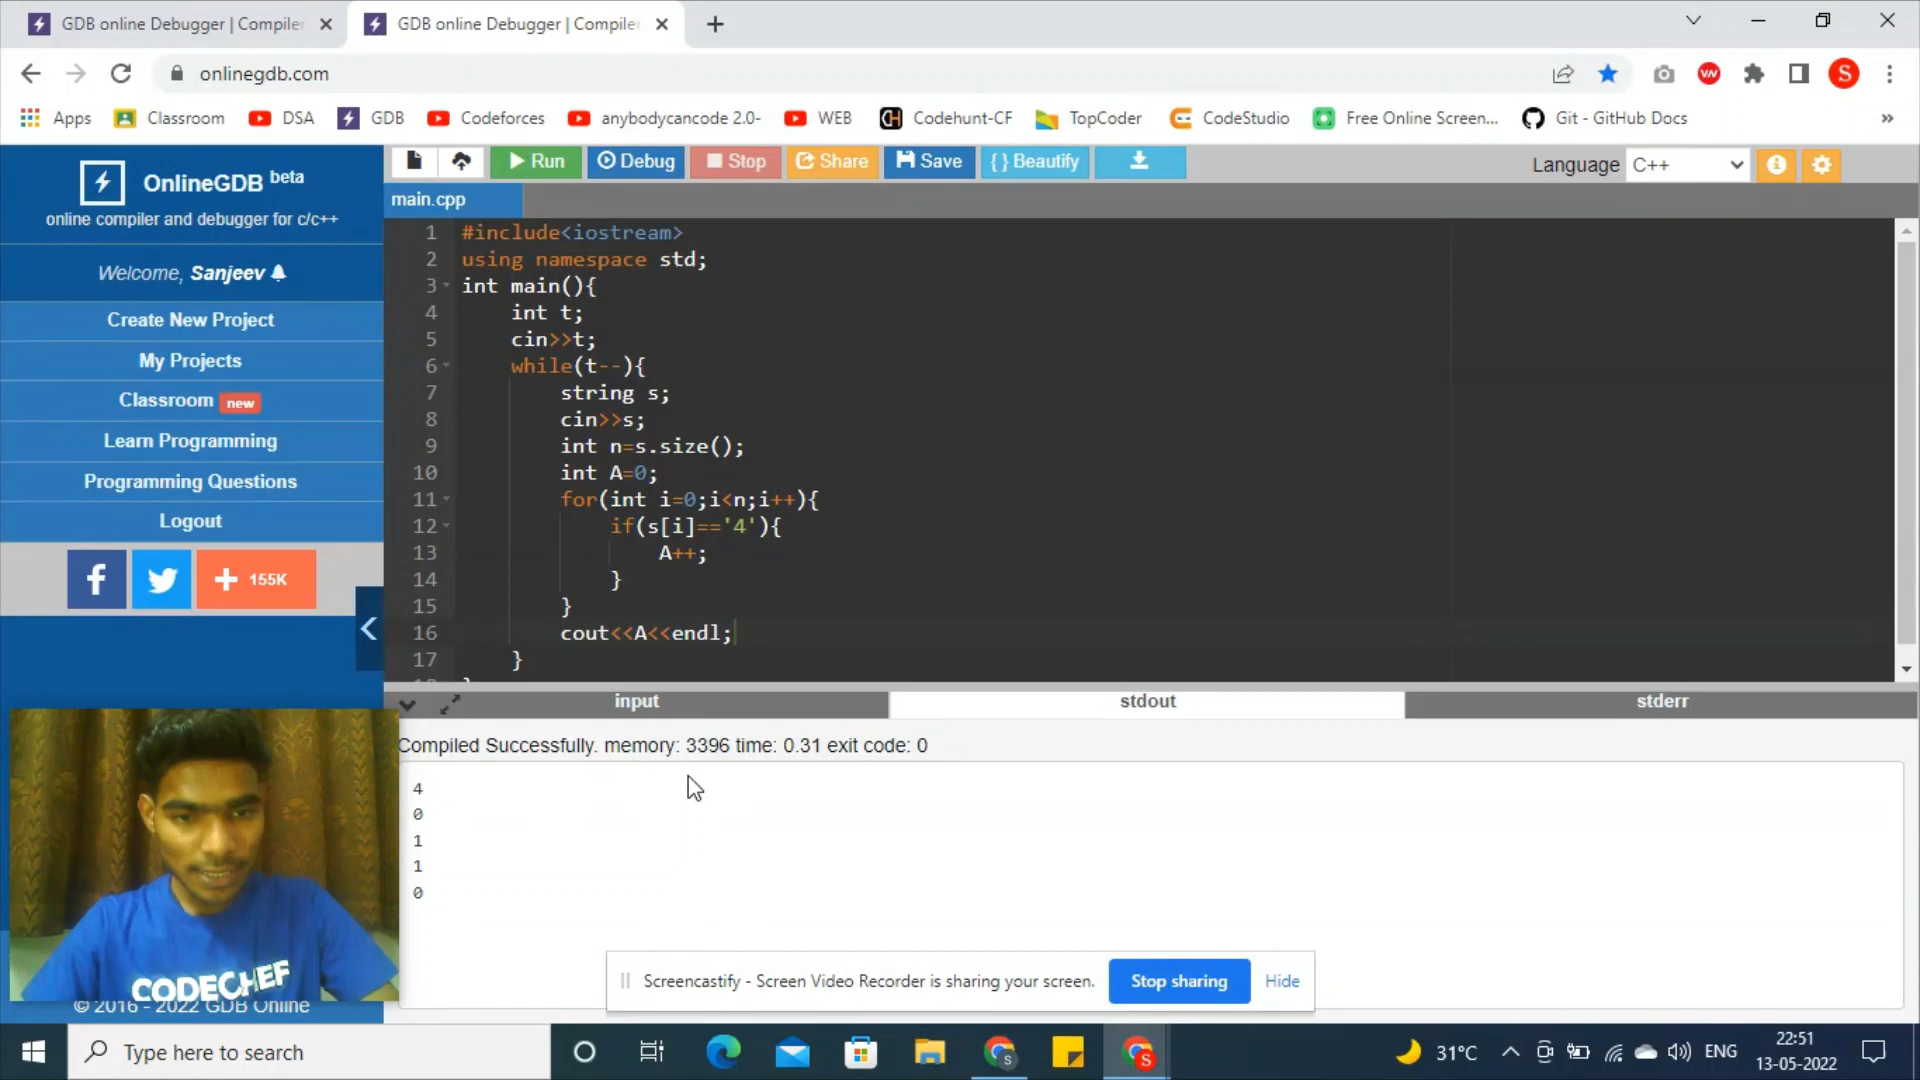 GDB online Debugger | Compiler
GDB online Debugger | Compiler
onlinegdb.com
S
Apps
Classroom
DSA
GDB
Codeforces
anybodycancode 2.0-
WEB
Codehunt-CF
TopCoder
CodeStudio
Free Online Screen...
Git - GitHub Docs
»
OnlineGDB beta
online compiler and debugger for c/c++
Welcome, Sanjeev
Create New Project
My Projects
Classroom new
Learn Programming
Programming Questions
Logout
155K
Run
Debug
Stop
Share
Save
{ } Beautify
Language C++
main.cpp
1 #include<iostream>
2 using namespace std;
3 int main(){
4 int t;
5 cin>>t;
6 while(t--){
7 string s;
8 cin>>s;
9 int n=s.size();
10 int A=0;
11 for(int i=0;i<n;i++){
12 if(s[i]=='4'){
13 A++;
14 }
15 }
16 cout<<A<<endl;
17 }
input
stdout
stderr
Compiled Successfully. memory: 3396 time: 0.31 exit code: 0
4
0
1
1
0
CODECHEF
© 2016 - 2022 GDB Online
Screencastify - Screen Video Recorder is sharing your screen.
Stop sharing
Hide
Type here to search
31°C
ENG
22:51
13-05-2022